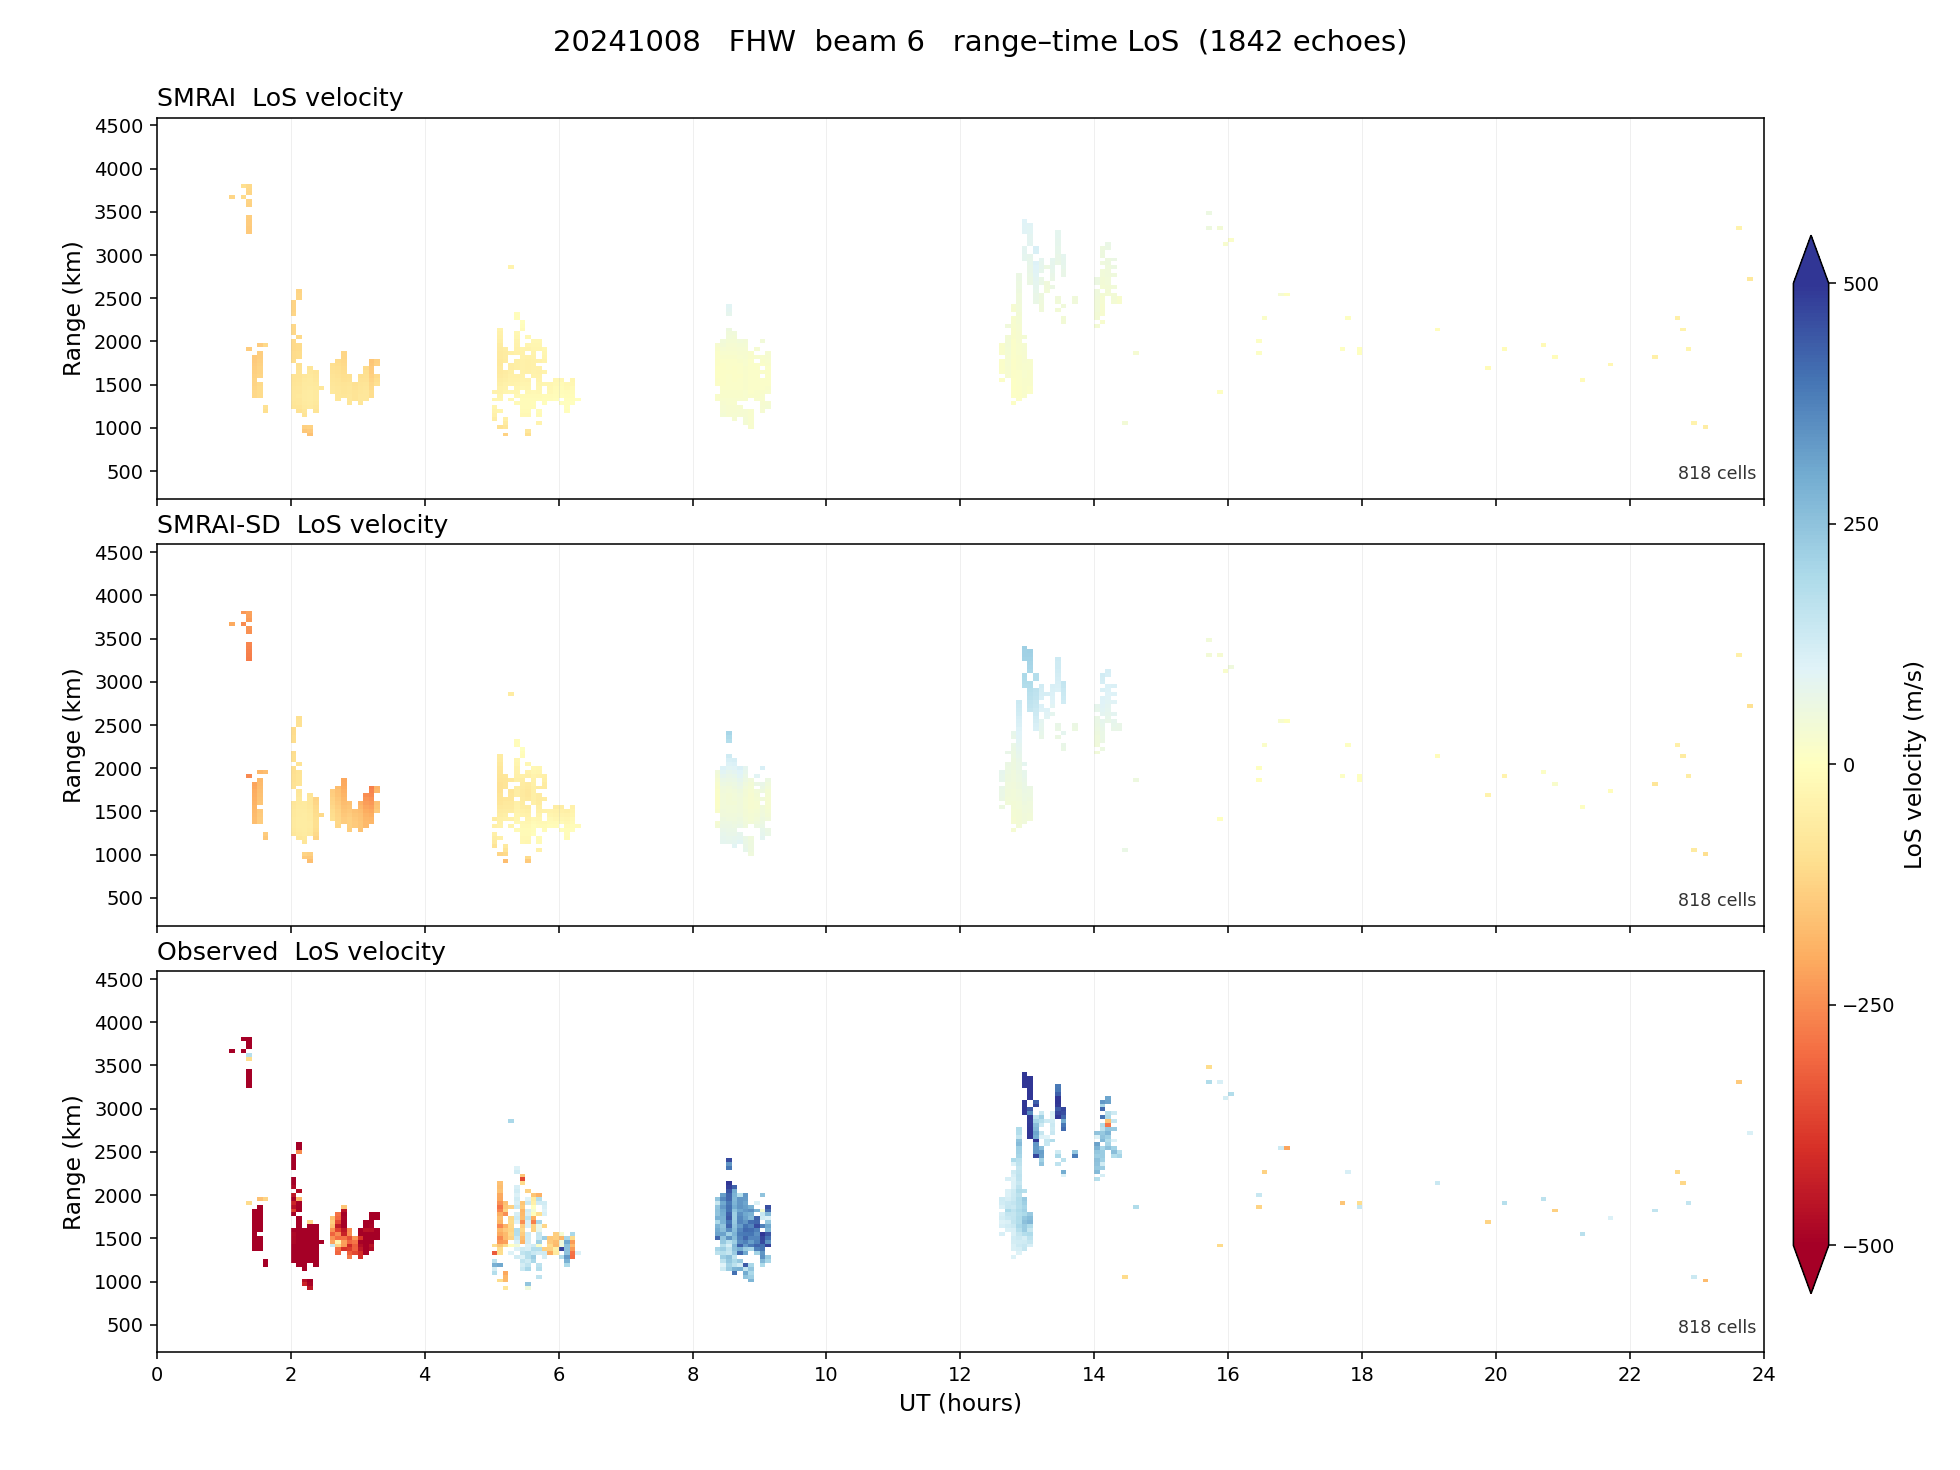 20241008   FHW  beam 6   range–time LoS  (1842 echoes)
SMRAI  LoS velocity
4500
4000
3500
3000
2500
2000
1500
1000
500
Range (km)
818 cells
SMRAI-SD  LoS velocity
4500
4000
3500
3000
2500
2000
1500
1000
500
Range (km)
818 cells
Observed  LoS velocity
4500
4000
3500
3000
2500
2000
1500
1000
500
Range (km)
818 cells
0 2 4 6 8 10 12 14 16 18 20 22 24
UT (hours)
500
250
0
−250
−500
LoS velocity (m/s)